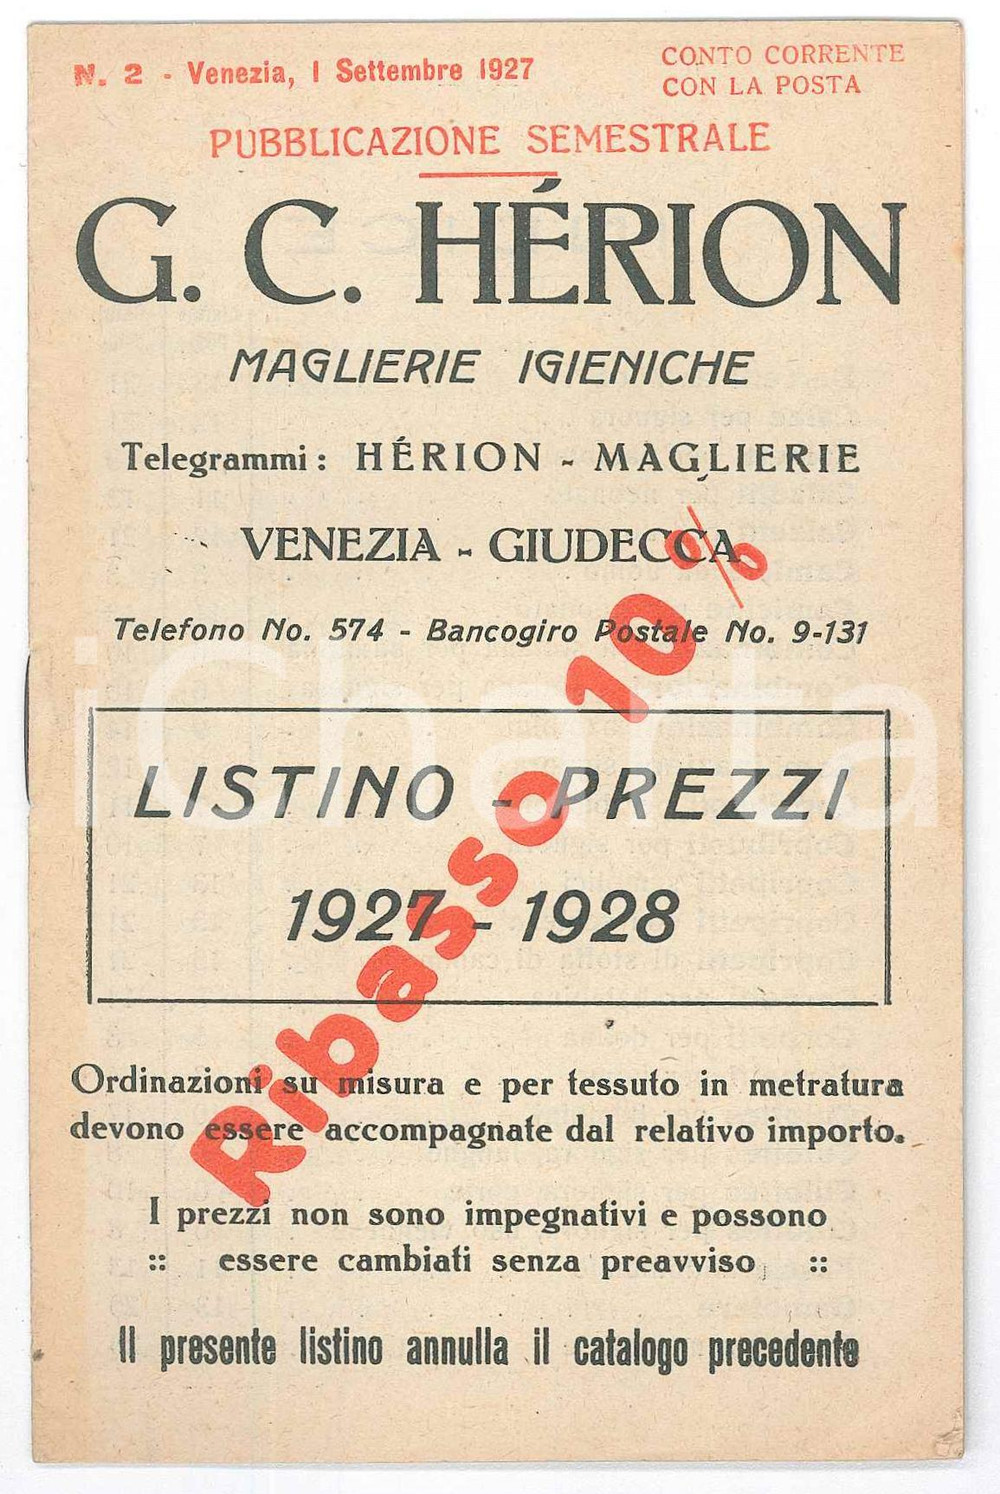 N. 2 - Venezia, 1 Settembre 1927
CONTO CORRENTE
CON LA POSTA
PUBBLICAZIONE SEMESTRALE
G. C. HÉRION
MAGLIERIE IGIENICHE
Telegrammi: HÉRION - MAGLIERIE
VENEZIA - GIUDECCA
Telefono No. 574 - Bancogiro Postale No. 9-131
LISTINO - PREZZI
1927 - 1928
Ribasso 10%
Ordinazioni su misura e per tessuto in metratura
devono essere accompagnate dal relativo importo.
I prezzi non sono impegnativi e possono
:: essere cambiati senza preavviso ::
Il presente listino annulla il catalogo precedente
iCharta